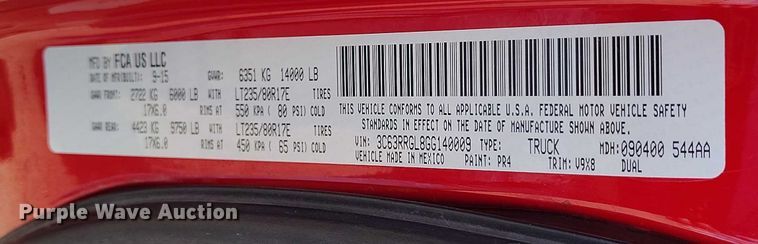 MFD BY FCA US LLC
DATE OF MFR(BUILT): 9-15 GVWR: 6351 KG 14000 LB
GAWR FRONT: 2722 KG 6000 LB WITH LT235/80R17E TIRES
17X6.0 RIMS AT 550 KPA ( 80 PSI) COLD
GAWR REAR: 4423 KG 9750 LB WITH LT235/80R17E TIRES
17X6.0 RIMS AT 450 KPA ( 65 PSI) COLD
THIS VEHICLE CONFORMS TO ALL APPLICABLE U.S.A. FEDERAL MOTOR VEHICLE SAFETY
STANDARDS IN EFFECT ON THE DATE OF MANUFACTURE SHOWN ABOVE.
VIN: 3C63RRGL8GG140009 TYPE: TRUCK MDH: 090400 544AA
VEHICLE MADE IN MEXICO PAINT: PR4 TRIM: V9X8 DUAL
Purple Wave Auction